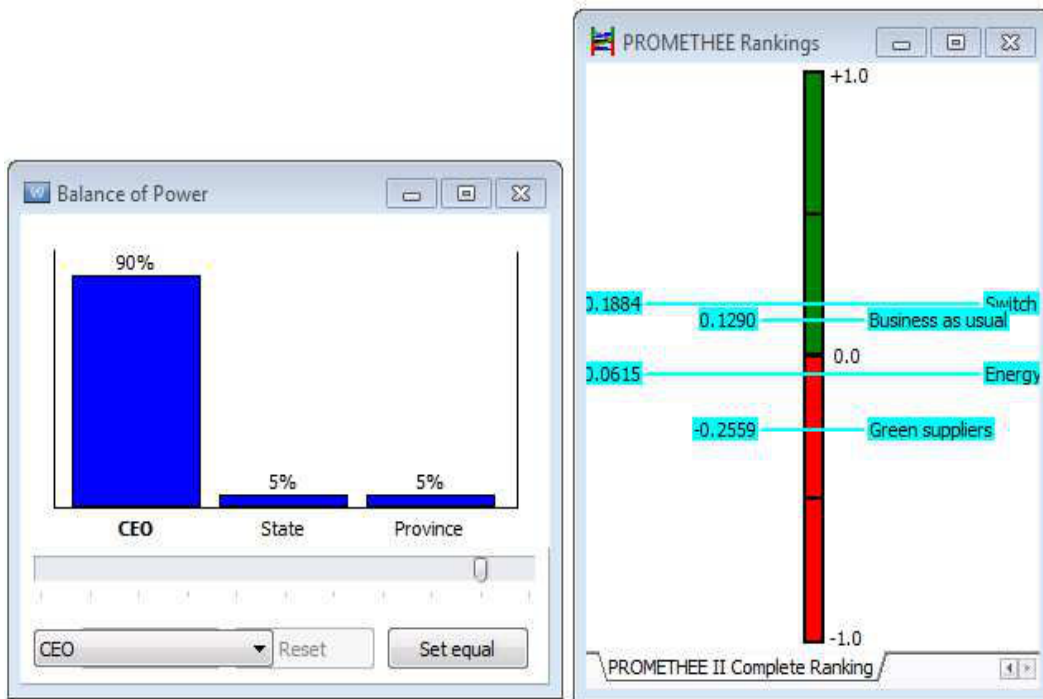 Balance of Power
90%
5%
5%
CEO
State
Province
CEO
Reset
Set equal
PROMETHEE Rankings
+1.0
0.1884
Switch
0.1290
Business as usual
0.0
0.0615
Energy
-0.2559
Green suppliers
-1.0
PROMETHEE II Complete Ranking